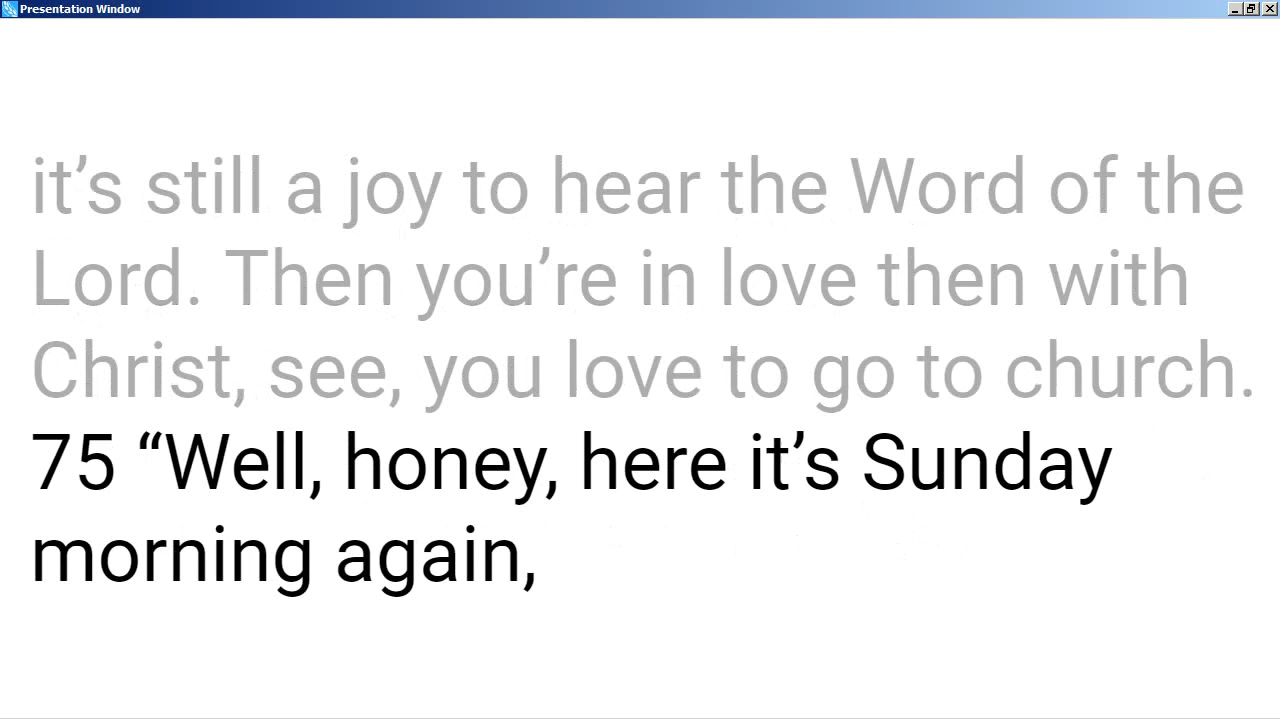 Presentation Window
it’s still a joy to hear the Word of the
Lord. Then you’re in love then with
Christ, see, you love to go to church.
75 “Well, honey, here it’s Sunday
morning again,